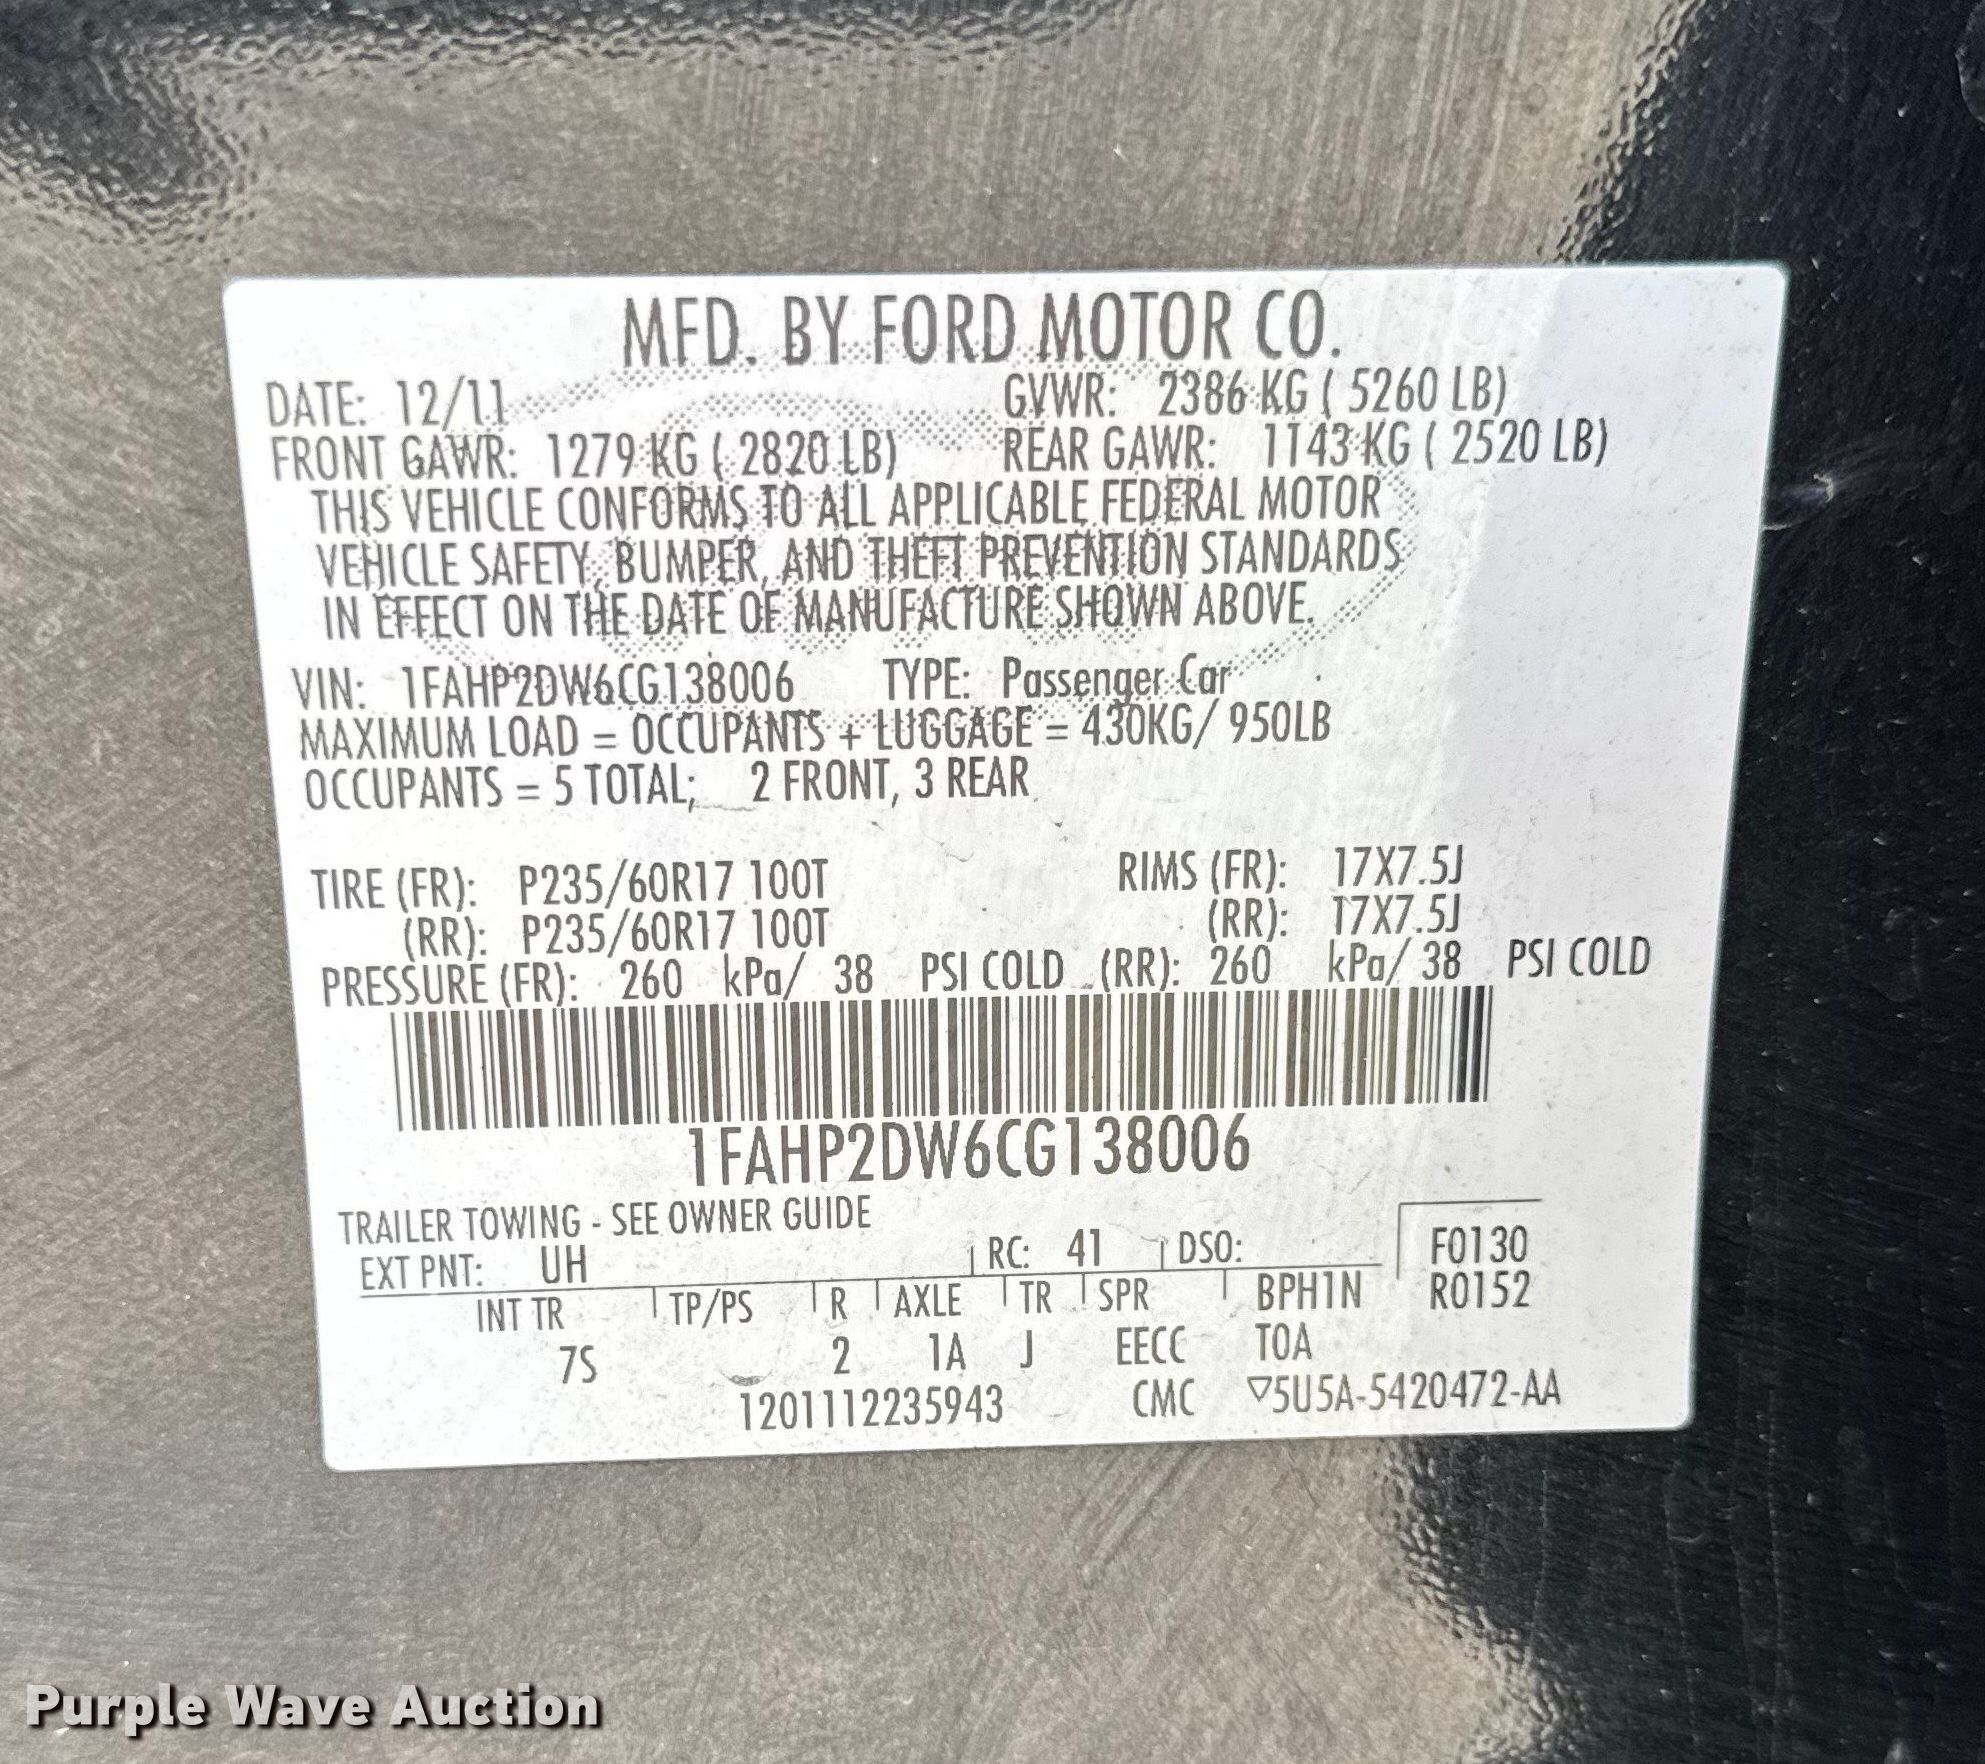 MFD. BY FORD MOTOR CO.
DATE: 12/11 GVWR: 2386 KG ( 5260 LB)
FRONT GAWR: 1279 KG ( 2820 LB) REAR GAWR: 1143 KG ( 2520 LB)
THIS VEHICLE CONFORMS TO ALL APPLICABLE FEDERAL MOTOR
VEHICLE SAFETY, BUMPER, AND THEFT PREVENTION STANDARDS
IN EFFECT ON THE DATE OF MANUFACTURE SHOWN ABOVE.
VIN: 1FAHP2DW6CG138006 TYPE: Passenger Car
MAXIMUM LOAD = OCCUPANTS + LUGGAGE = 430KG/ 950LB
OCCUPANTS = 5 TOTAL; 2 FRONT, 3 REAR
TIRE (FR): P235/60R17 100T RIMS (FR): 17X7.5J
(RR): P235/60R17 100T (RR): 17X7.5J
PRESSURE (FR): 260 kPa/ 38 PSI COLD (RR): 260 kPa/ 38 PSI COLD
1FAHP2DW6CG138006
TRAILER TOWING - SEE OWNER GUIDE
EXT PNT: UH RC: 41 DSO: F0130
INT TR TP/PS R AXLE TR SPR BPH1N R0152
7S 2 1A J EECC TOA
1201112235943 CMC ▽5U5A-5420472-AA
Purple Wave Auction